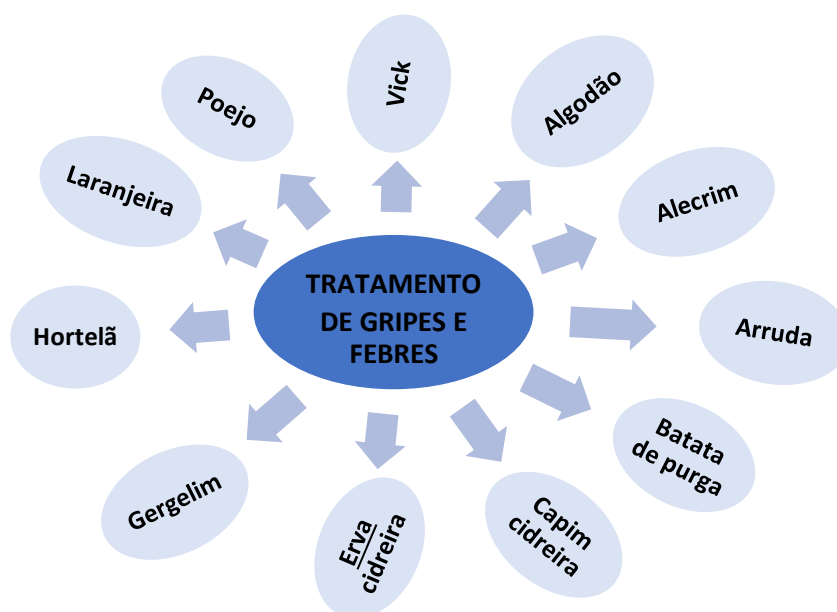 TRATAMENTO
DE GRIPES E
FEBRES
Vick
Algodão
Alecrim
Arruda
Batata
de purga
Capim
cidreira
Erva
cidreira
Gergelim
Hortelã
Laranjeira
Poejo